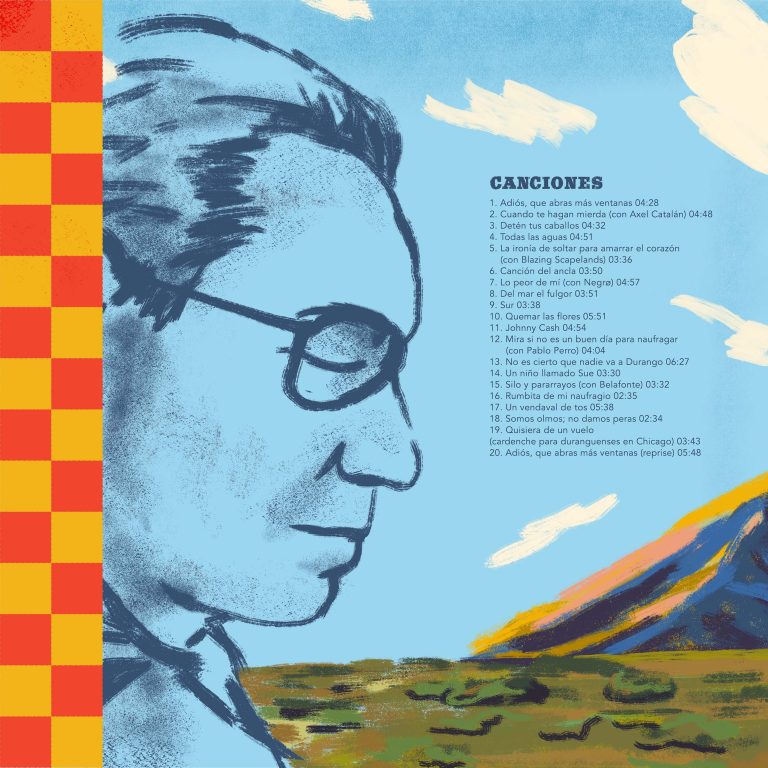 CANCIONES
1. Adiós, que abras más ventanas 04:28
2. Cuando te hagan mierda (con Axel Catalán) 04:48
3. Detén tus caballos 04:32
4. Todas las aguas 04:51
5. La ironía de soltar para amarrar el corazón
(con Blazing Scapelands) 03:36
6. Canción del ancla 03:50
7. Lo peor de mí (con Negrø) 04:57
8. Del mar el fulgor 03:51
9. Sur 03:38
10. Quemar las flores 05:51
11. Johnny Cash 04:54
12. Mira si no es un buen día para naufragar
(con Pablo Perro) 04:04
13. No es cierto que nadie va a Durango 06:27
14. Un niño llamado Sue 03:30
15. Silo y pararrayos (con Belafonte) 03:32
16. Rumbita de mi naufragio 02:35
17. Un vendaval de tos 05:38
18. Somos olmos; no damos peras 02:34
19. Quisiera de un vuelo
(cardenche para duranguenses en Chicago) 03:43
20. Adiós, que abras más ventanas (reprise) 05:48